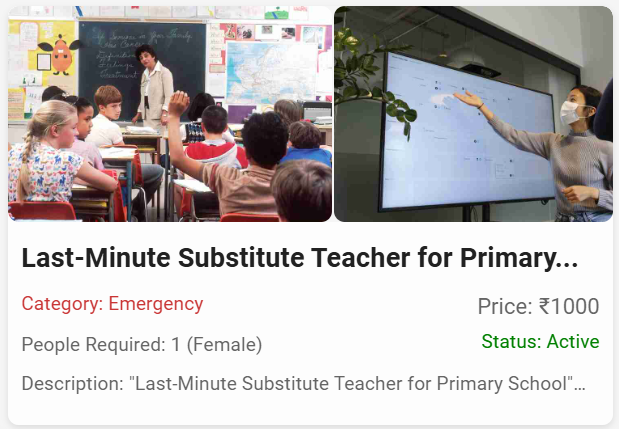 Last-Minute Substitute Teacher for Primary...
Category: Emergency
Price: ₹1000
People Required: 1 (Female)
Status: Active
Description: "Last-Minute Substitute Teacher for Primary School"...